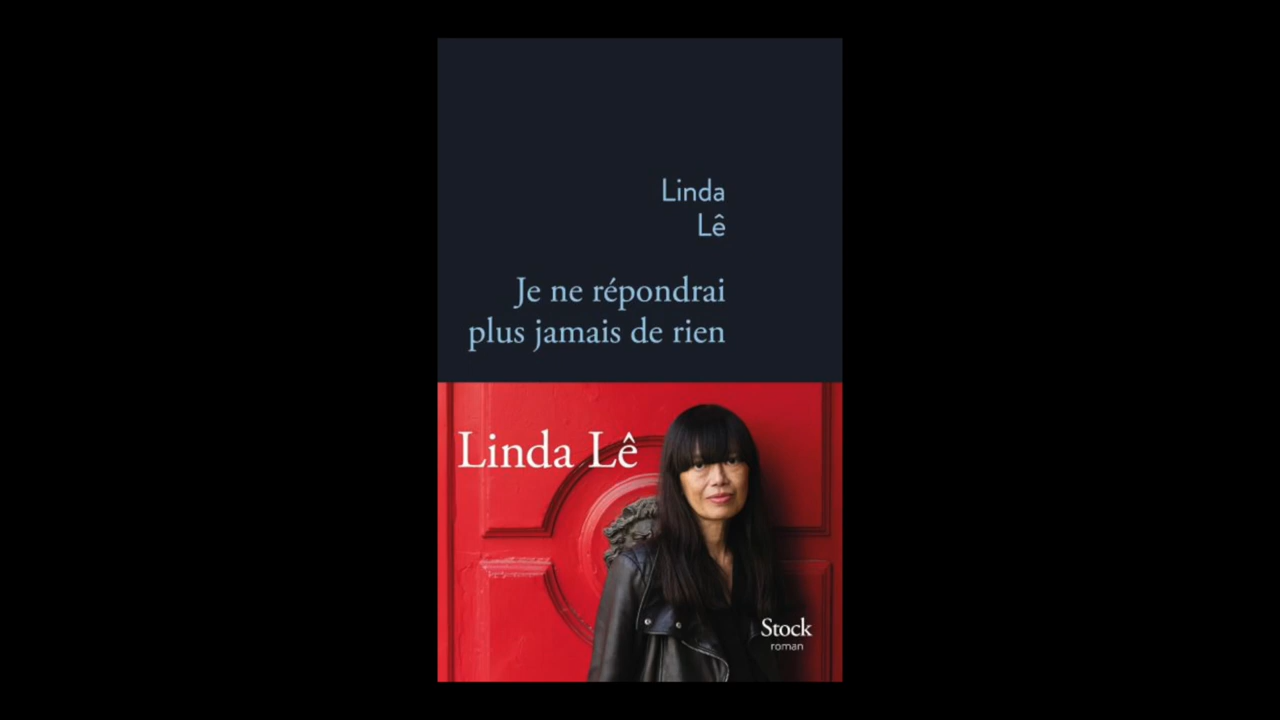 Linda
Lê
Je ne répondrai
plus jamais de rien
Linda Lê
Stock
roman